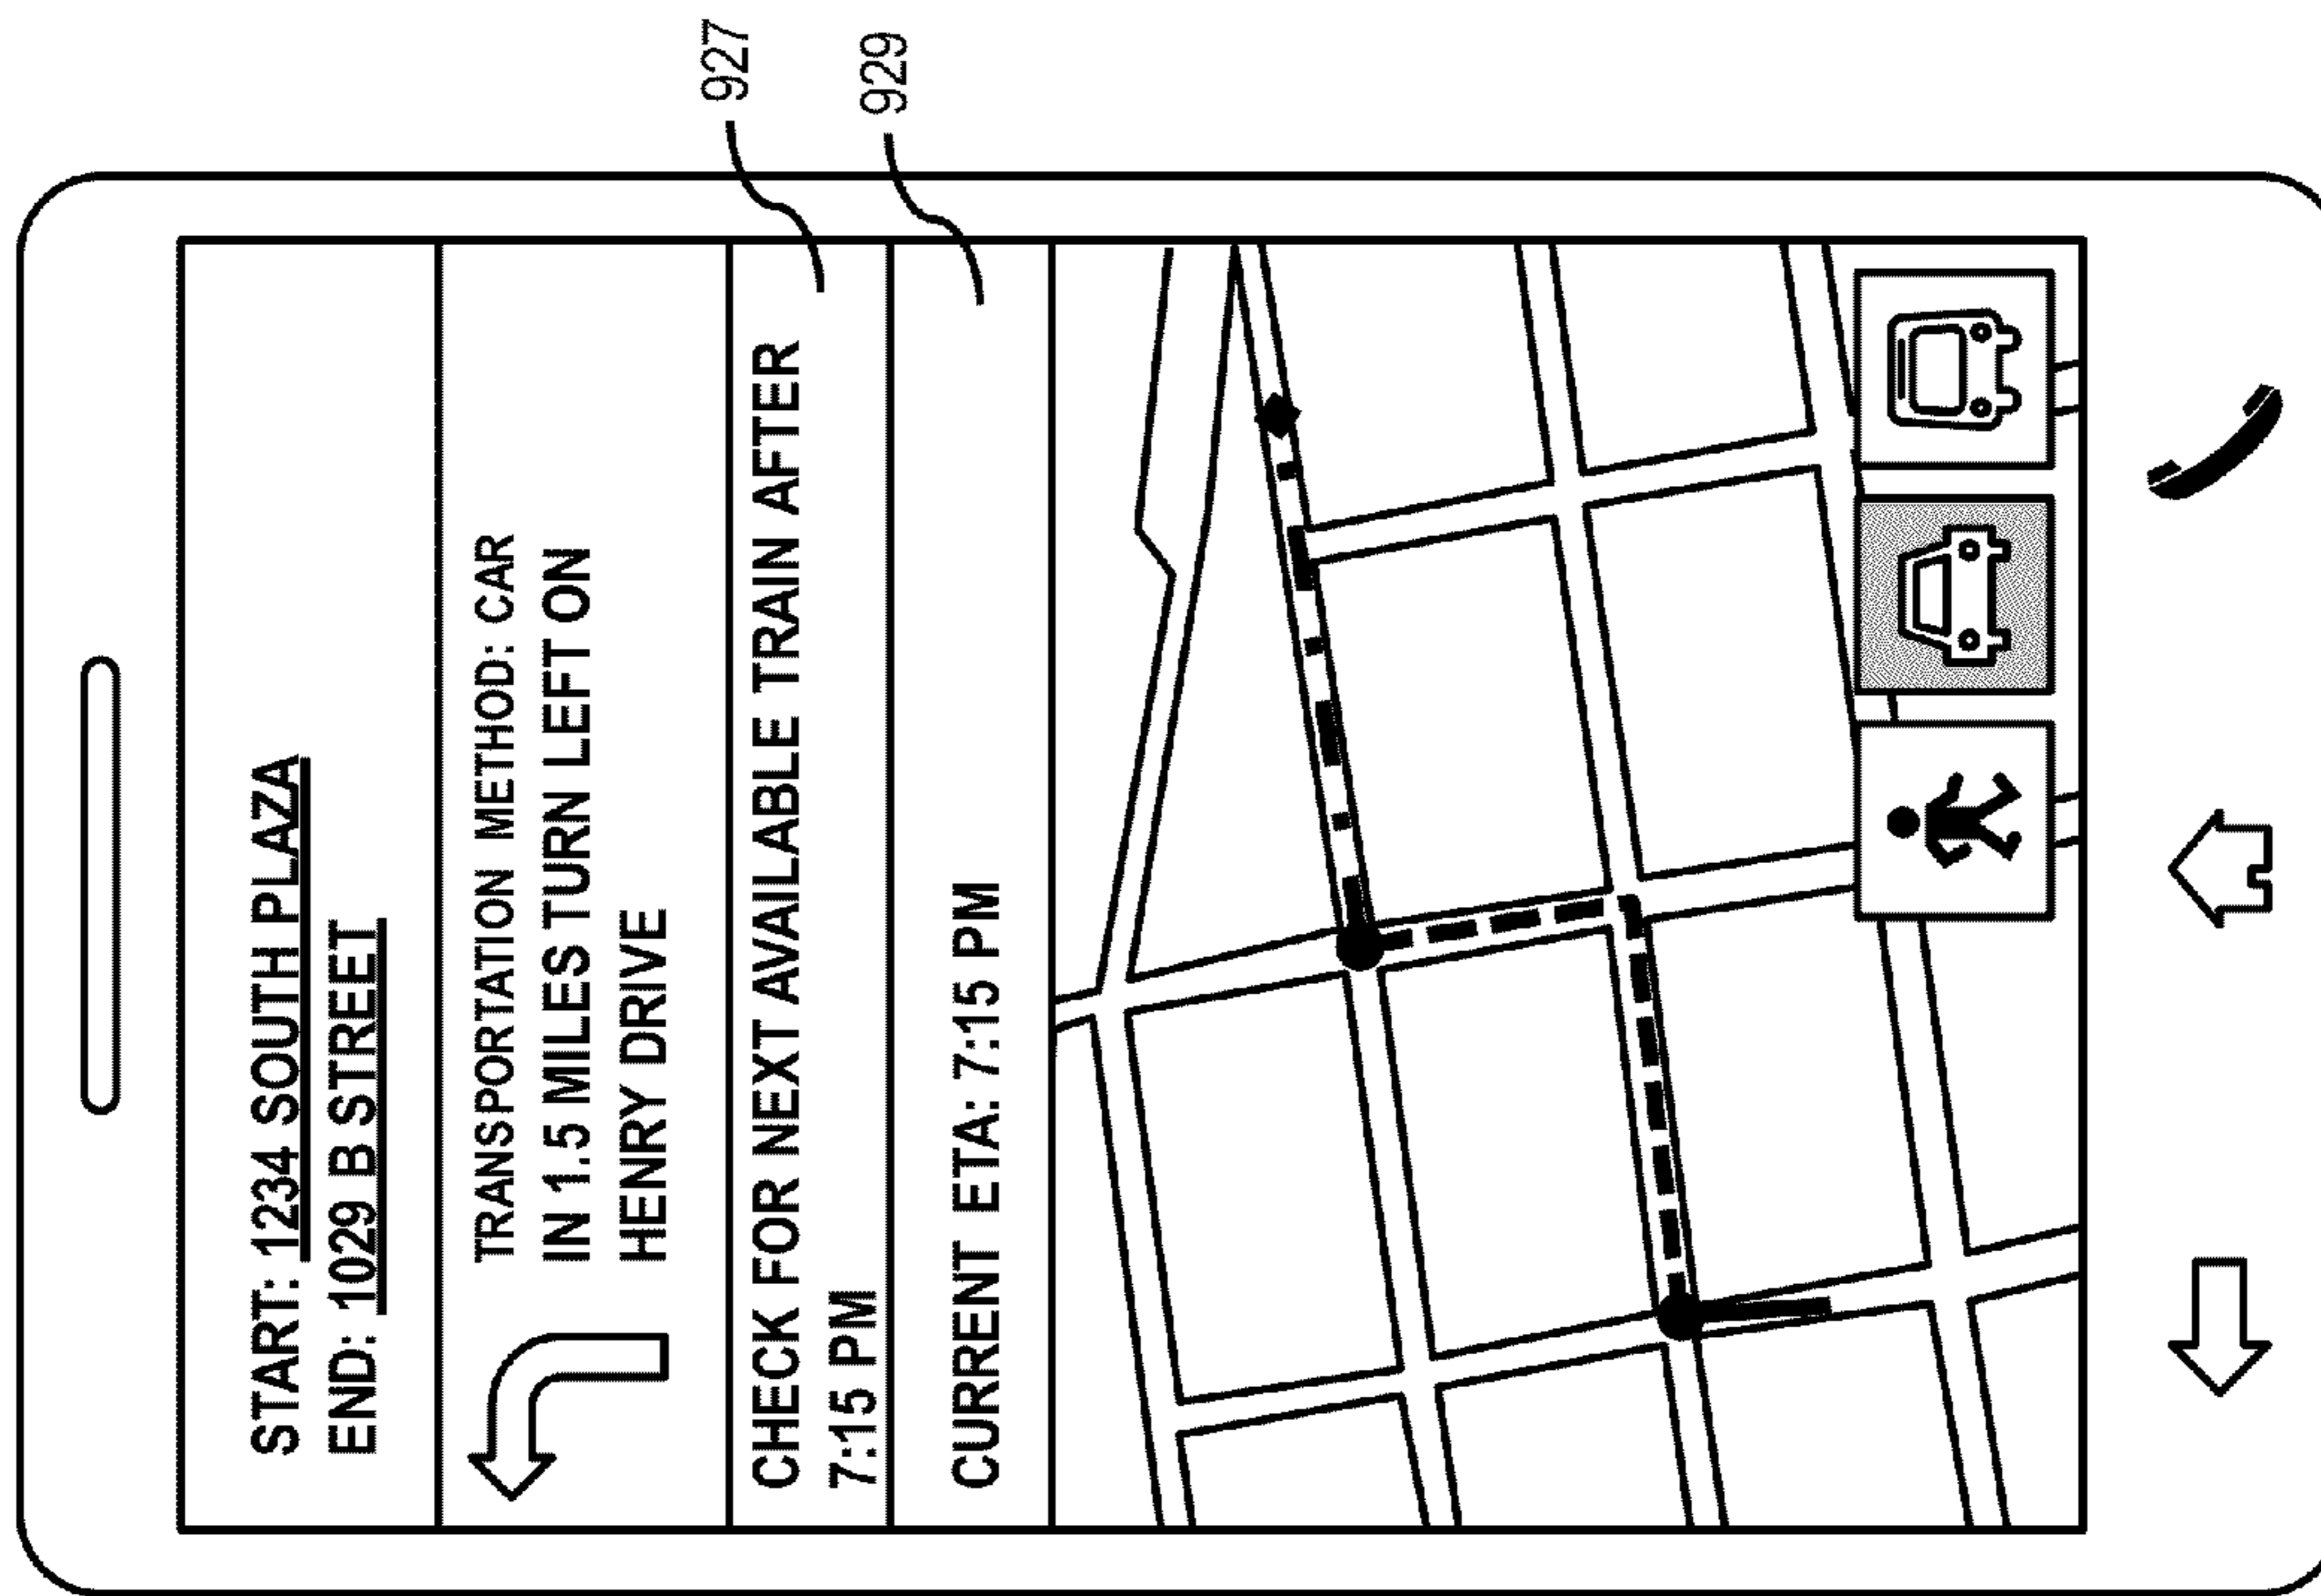 START: 1234 SOUTH PLAZA
END: 1029 B STREET
TRANSPORTATION METHOD: CAR
IN 1.5 MILES TURN LEFT ON
HENRY DRIVE
CHECK FOR NEXT AVAILABLE TRAIN AFTER
7:15 PM
927
CURRENT ETA: 7:15 PM
929